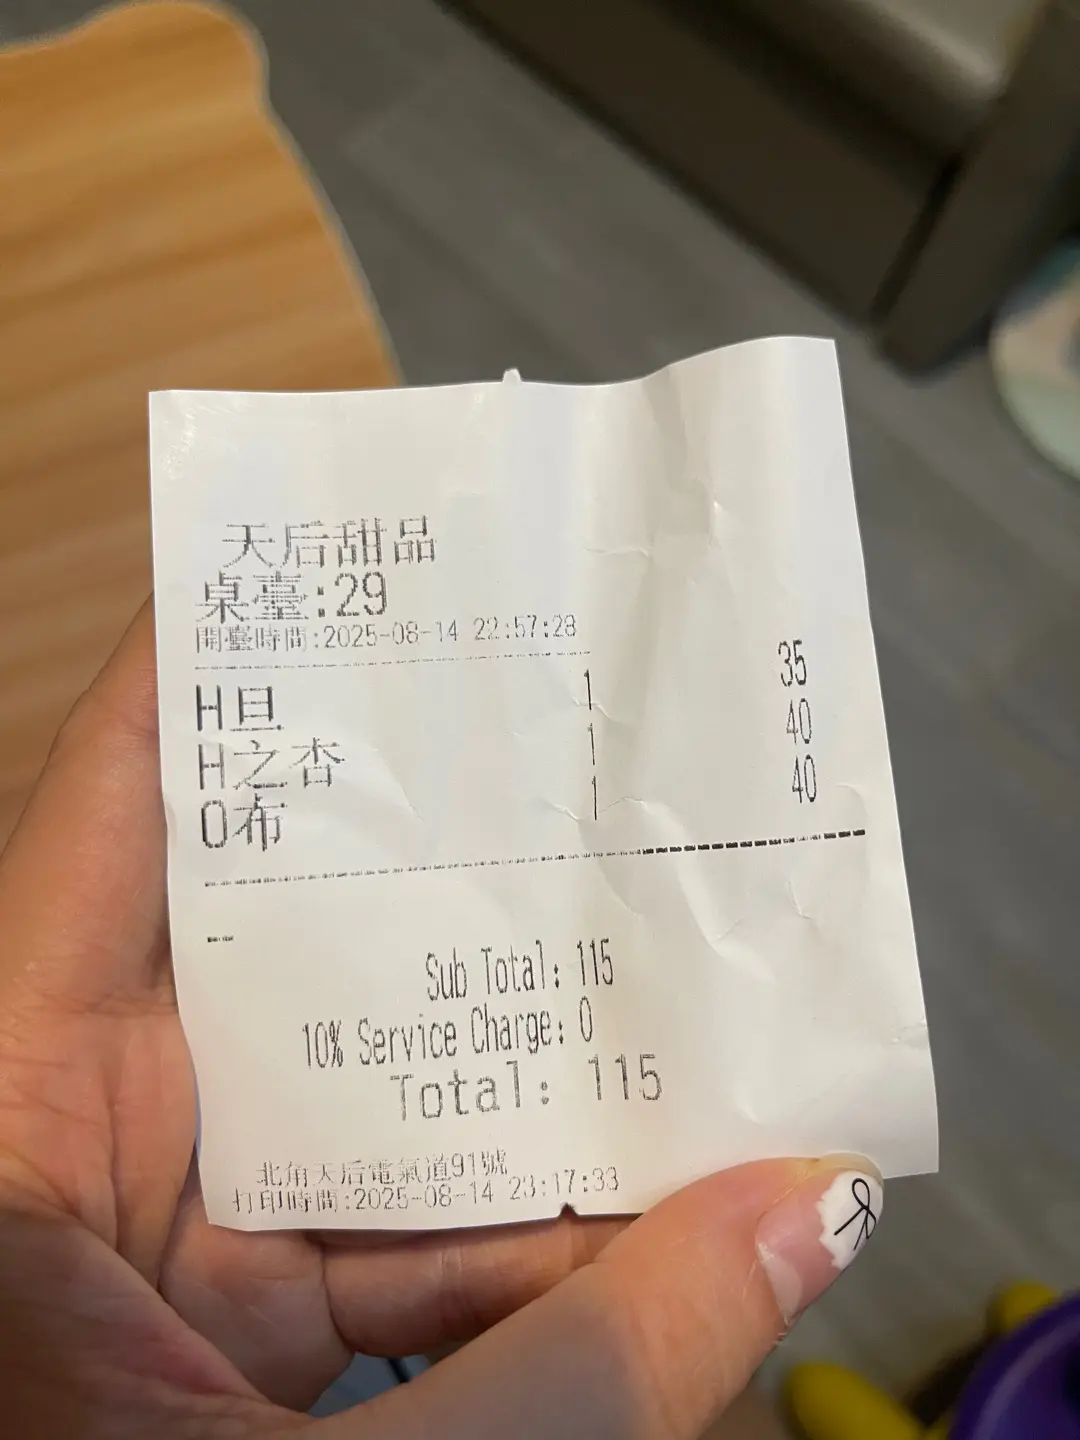 天后甜品
桌臺:29
開臺時間:2025-08-14 22:57:28
H旦 1 35
H之杏 1 40
O布 1 40
Sub Total: 115
10% Service Charge: 0
Total: 115
北角天后電氣道91號
打印時間:2025-08-14 23:17:33